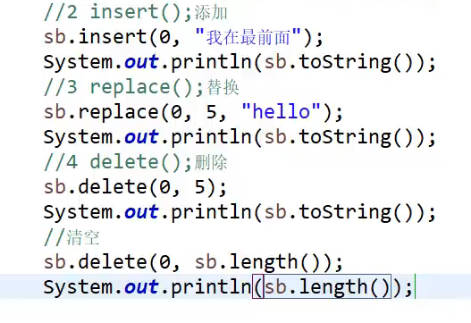 //2 insert();添加
sb.insert(0, "我在最前面");
System.out.println(sb.toString());
//3 replace();替换
sb.replace(0, 5, "hello");
System.out.println(sb.toString());
//4 delete();删除
sb.delete(0, 5);
System.out.println(sb.toString());
//清空
sb.delete(0, sb.length());
System.out.println(sb.length());